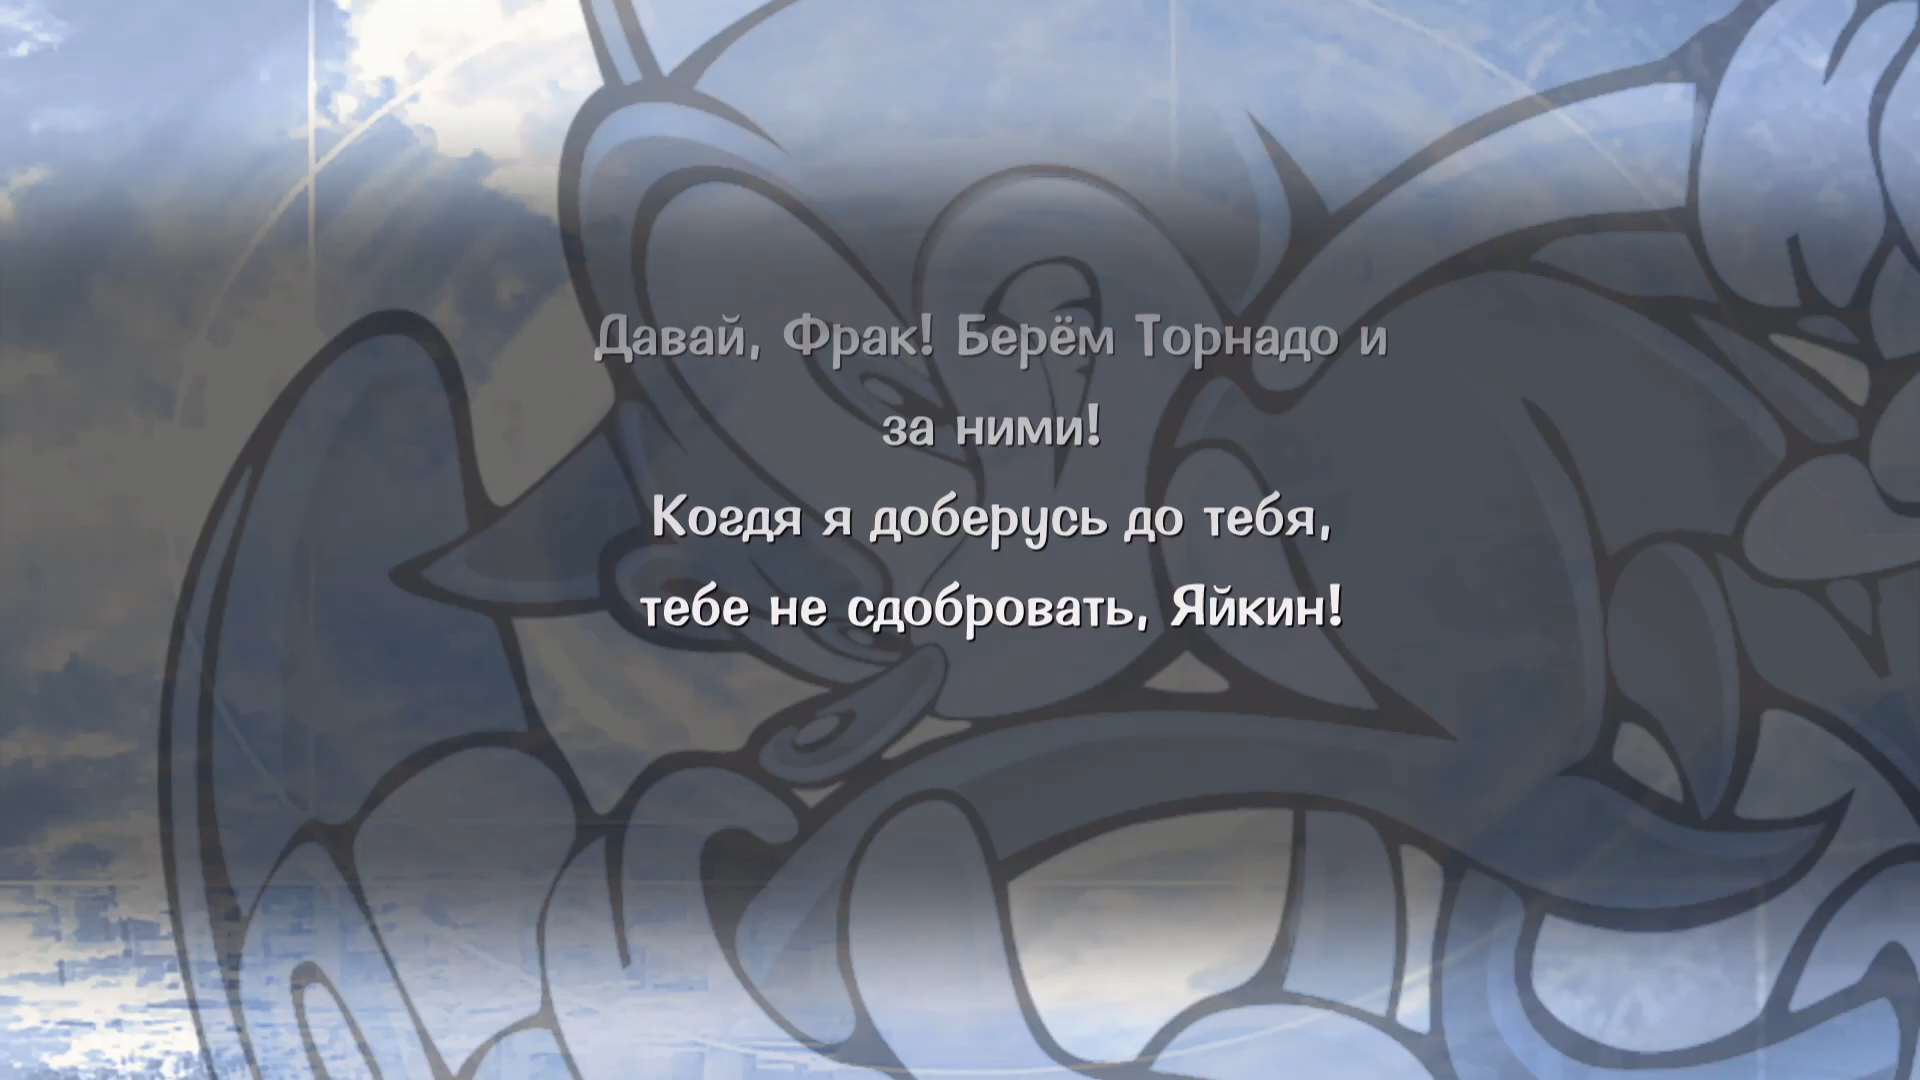 Давай, Фрак! Берём Торнадо и
за ними!
Когдя я доберусь до тебя,
тебе не сдобровать, Яйкин!